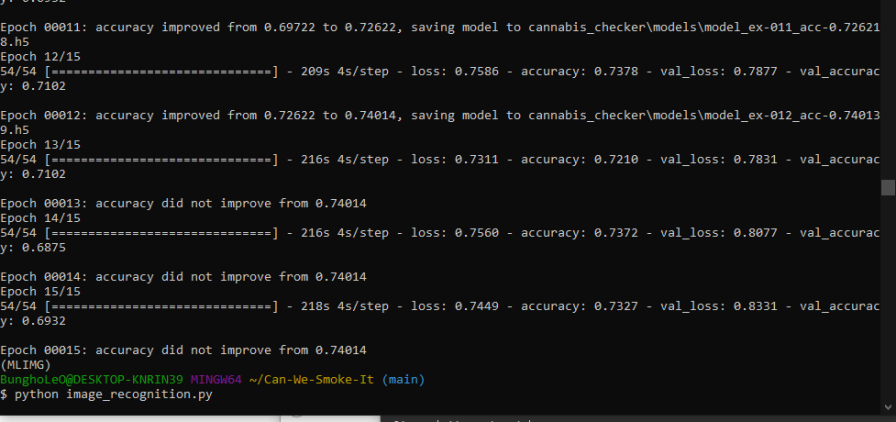 Epoch 00011: accuracy improved from 0.69722 to 0.72622, saving model to cannabis_checker\models\model_ex-011_acc-0.72621
8.h5
Epoch 12/15
54/54 [==============================] - 209s 4s/step - loss: 0.7586 - accuracy: 0.7378 - val_loss: 0.7877 - val_accurac
y: 0.7102
Epoch 00012: accuracy improved from 0.72622 to 0.74014, saving model to cannabis_checker\models\model_ex-012_acc-0.74013
9.h5
Epoch 13/15
54/54 [==============================] - 216s 4s/step - loss: 0.7311 - accuracy: 0.7210 - val_loss: 0.7831 - val_accurac
y: 0.7102
Epoch 00013: accuracy did not improve from 0.74014
Epoch 14/15
54/54 [==============================] - 216s 4s/step - loss: 0.7560 - accuracy: 0.7372 - val_loss: 0.8077 - val_accurac
y: 0.6875
Epoch 00014: accuracy did not improve from 0.74014
Epoch 15/15
54/54 [==============================] - 218s 4s/step - loss: 0.7449 - accuracy: 0.7327 - val_loss: 0.8331 - val_accurac
y: 0.6932
Epoch 00015: accuracy did not improve from 0.74014
(MLIMG)
BunghoLeO@DESKTOP-KNRIN39 MINGW64 ~/Can-We-Smoke-It (main)
$ python image_recognition.py